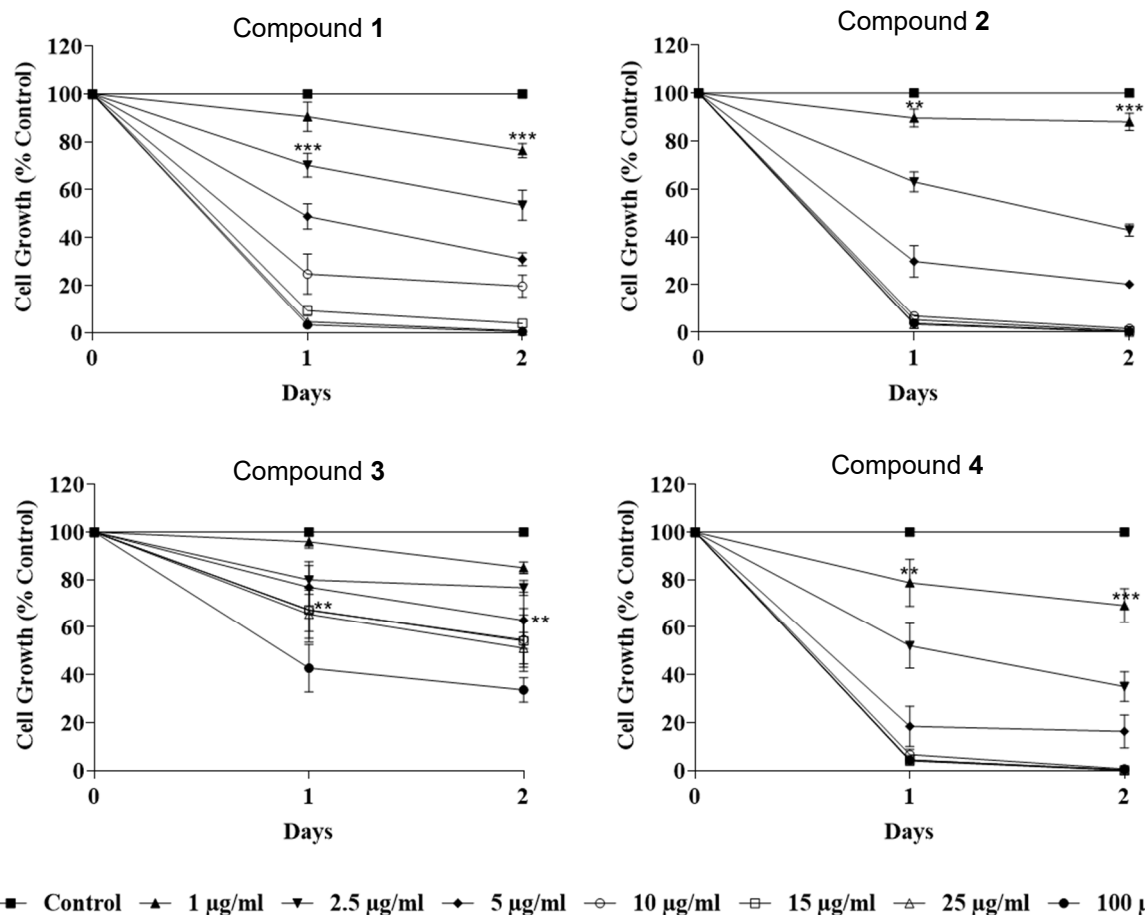 Compound 1
Cell Growth (% Control)
120
100
80
60
40
20
0
***
***
0 1 2
Days
Compound 2
Cell Growth (% Control)
120
100
80
60
40
20
0
**
***
0 1 2
Days
Compound 3
Cell Growth (% Control)
120
100
80
60
40
20
0
**
**
0 1 2
Days
Compound 4
Cell Growth (% Control)
120
100
80
60
40
20
0
**
***
0 1 2
Days
Control 1 µg/ml 2.5 µg/ml 5 µg/ml 10 µg/ml 15 µg/ml 25 µg/ml 100